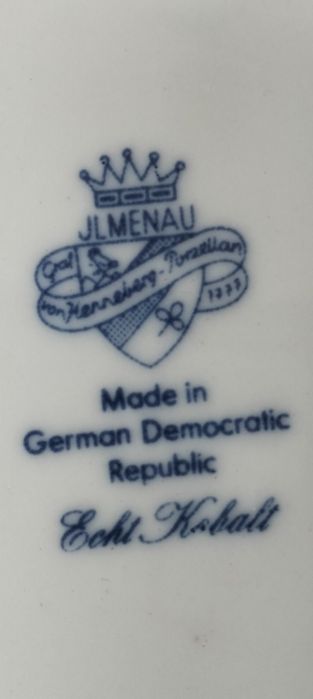 JLMENAU
Graf
von Henneberg-Porzellan
1777
Made in
German Democratic
Republic
Echt Kobalt